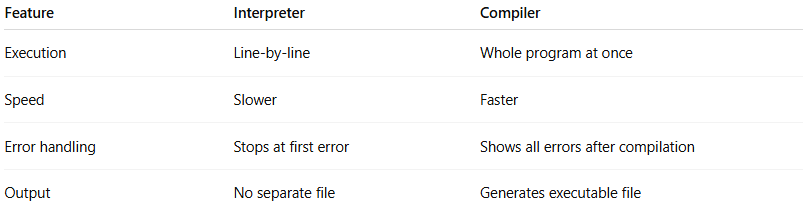 Feature Interpreter Compiler
Execution Line-by-line Whole program at once
Speed Slower Faster
Error handling Stops at first error Shows all errors after compilation
Output No separate file Generates executable file